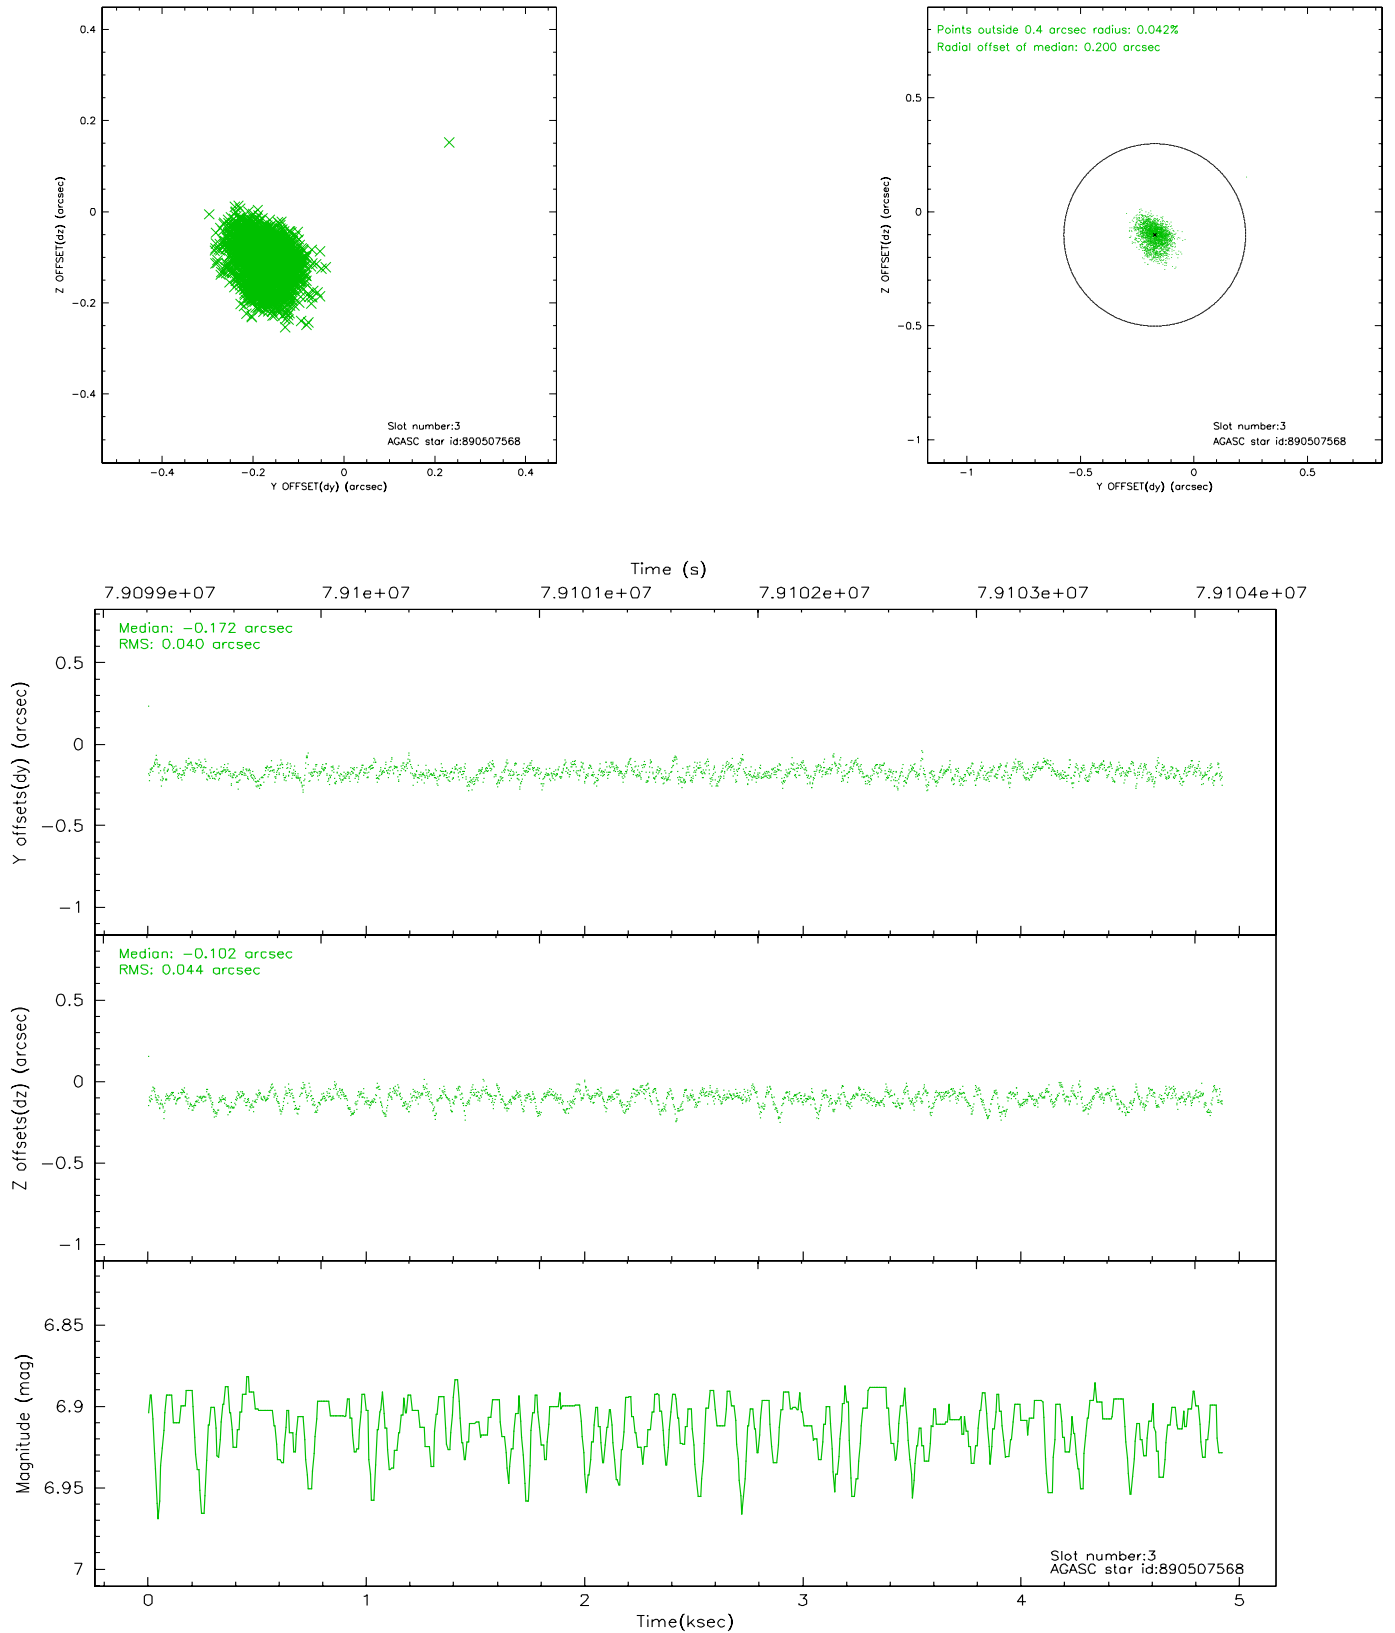 0.4
0.2
0
−0.2
−0.4
Z OFFSET(dz) (arcsec)
Slot number:3
AGASC star id:890507568
−0.4 −0.2 0 0.2 0.4
Y OFFSET(dy) (arcsec)
Points outside 0.4 arcsec radius: 0.042%
Radial offset of median: 0.200 arcsec
0.5
0
−0.5
−1
Z OFFSET(dz) (arcsec)
Slot number:3
AGASC star id:890507568
−1 −0.5 0 0.5
Y OFFSET(dy) (arcsec)
Time (s)
7.9099e+07 7.91e+07 7.9101e+07 7.9102e+07 7.9103e+07 7.9104e+07
Median: −0.172 arcsec
RMS: 0.040 arcsec
0.5
0
−0.5
−1
Y offsets(dy) (arcsec)
Median: −0.102 arcsec
RMS: 0.044 arcsec
0.5
0
−0.5
−1
Z offsets(dz) (arcsec)
6.85
6.9
6.95
7
Magnitude (mag)
Slot number:3
AGASC star id:890507568
0 1 2 3 4 5
Time(ksec)